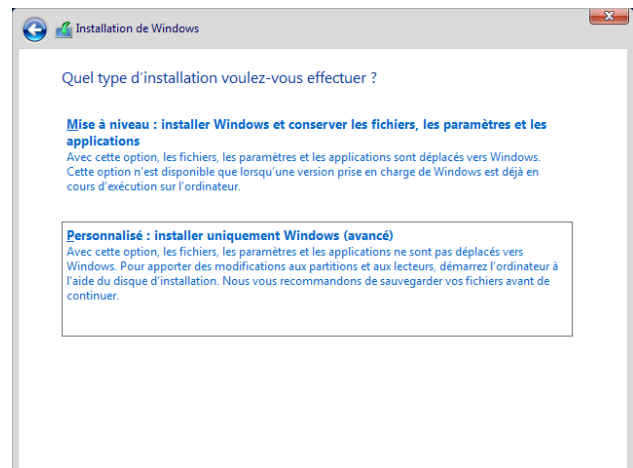 Installation de Windows
Quel type d'installation voulez-vous effectuer ?
Mise à niveau : installer Windows et conserver les fichiers, les paramètres et les
applications
Avec cette option, les fichiers, les paramètres et les applications sont déplacés vers Windows.
Cette option n'est disponible que lorsqu'une version prise en charge de Windows est déjà en
cours d'exécution sur l'ordinateur.
Personnalisé : installer uniquement Windows (avancé)
Avec cette option, les fichiers, les paramètres et les applications ne sont pas déplacés vers
Windows. Pour apporter des modifications aux partitions et aux lecteurs, démarrez l'ordinateur à
l'aide du disque d'installation. Nous vous recommandons de sauvegarder vos fichiers avant de
continuer.